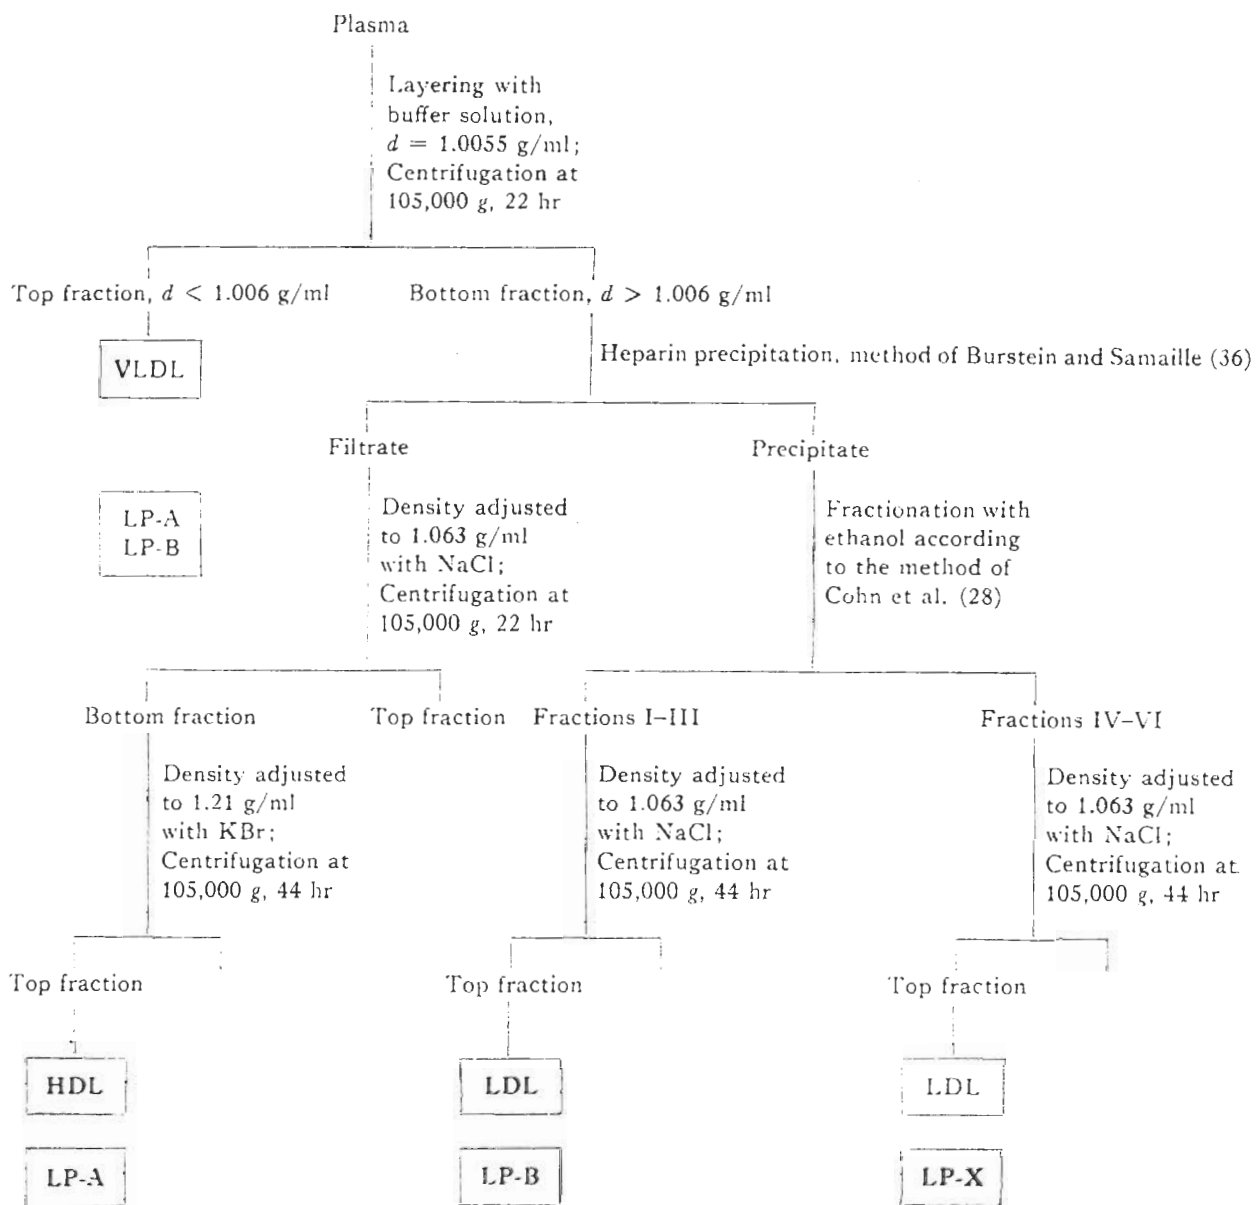 Plasma
Layering with
buffer solution,
d = 1.0055 g/ml;
Centrifugation at
105,000 g, 22 hr
Top fraction, d < 1.006 g/ml
Bottom fraction, d > 1.006 g/ml
VLDL
Heparin precipitation, method of Burstein and Samaille (36)
Filtrate
Precipitate
LP-A
LP-B
Density adjusted
to 1.063 g/ml
with NaCl;
Centrifugation at
105,000 g, 22 hr
Fractionation with
ethanol according
to the method of
Cohn et al. (28)
Bottom fraction
Top fraction
Fractions I–III
Fractions IV–VI
Density adjusted
to 1.21 g/ml
with KBr;
Centrifugation at
105,000 g, 44 hr
Density adjusted
to 1.063 g/ml
with NaCl;
Centrifugation at
105,000 g, 44 hr
Density adjusted
to 1.063 g/ml
with NaCl;
Centrifugation at
105,000 g, 44 hr
Top fraction
Top fraction
Top fraction
HDL
LDL
LDL
LP-A
LP-B
LP-X